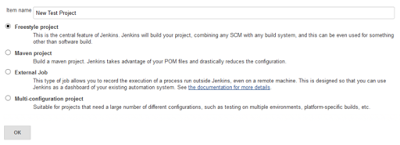 Item name New Test Project
Freestyle project
This is the central feature of Jenkins. Jenkins will build your project, combining any SCM with any build system, and this can be even used for something
other than software build.
Maven project
Build a maven project. Jenkins takes advantage of your POM files and drastically reduces the configuration.
External Job
This type of job allows you to record the execution of a process run outside Jenkins, even on a remote machine. This is designed so that you can use
Jenkins as a dashboard of your existing automation system. See the documentation for more details.
Multi-configuration project
Suitable for projects that need a large number of different configurations, such as testing on multiple environments, platform-specific builds, etc.
OK